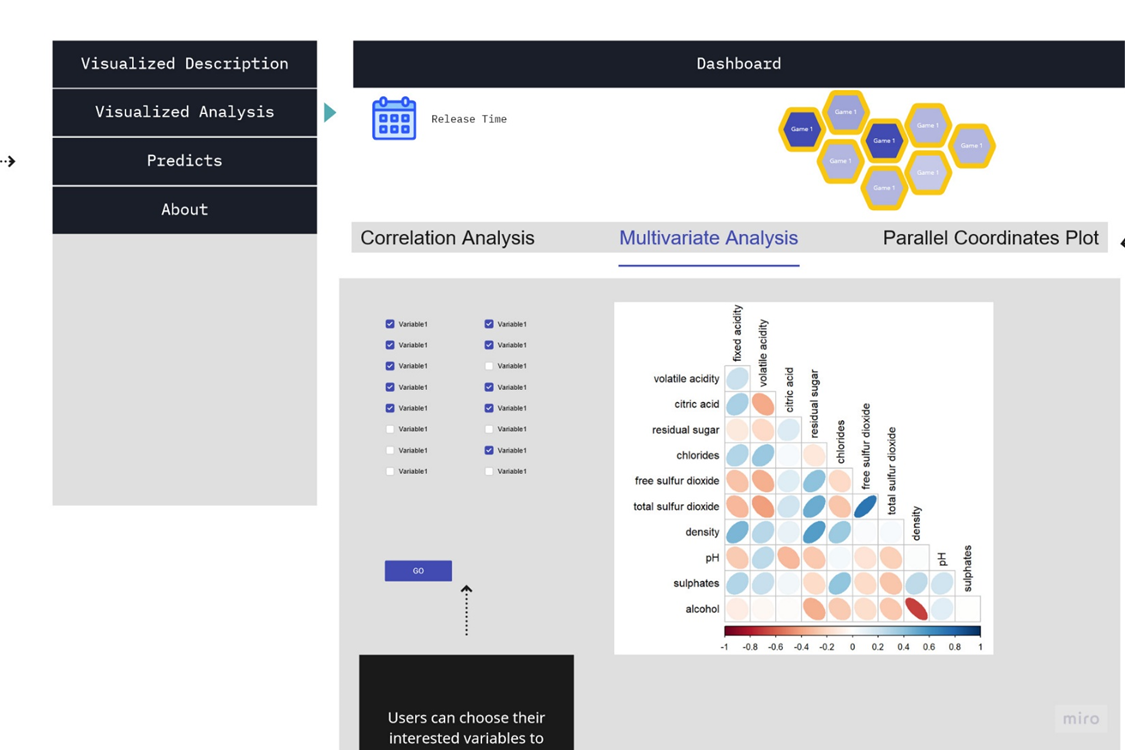 Visualized Description
Visualized Analysis
Predicts
About
Dashboard
Release Time
Game 1
Game 1
Game 1
Game 1
Game 1
Game 1
Game 1
Game 1
Correlation Analysis
Multivariate Analysis
Parallel Coordinates Plot
Variable1 Variable1
Variable1 Variable1
Variable1 Variable1
Variable1 Variable1
Variable1 Variable1
Variable1 Variable1
Variable1 Variable1
Variable1 Variable1
GO
Users can choose their
interested variables to
fixed acidity
volatile acidity
citric acid
residual sugar
chlorides
free sulfur dioxide
total sulfur dioxide
density
pH
sulphates
volatile acidity
citric acid
residual sugar
chlorides
free sulfur dioxide
total sulfur dioxide
density
pH
sulphates
alcohol
-1 -0.8 -0.6 -0.4 -0.2 0 0.2 0.4 0.6 0.8 1
miro